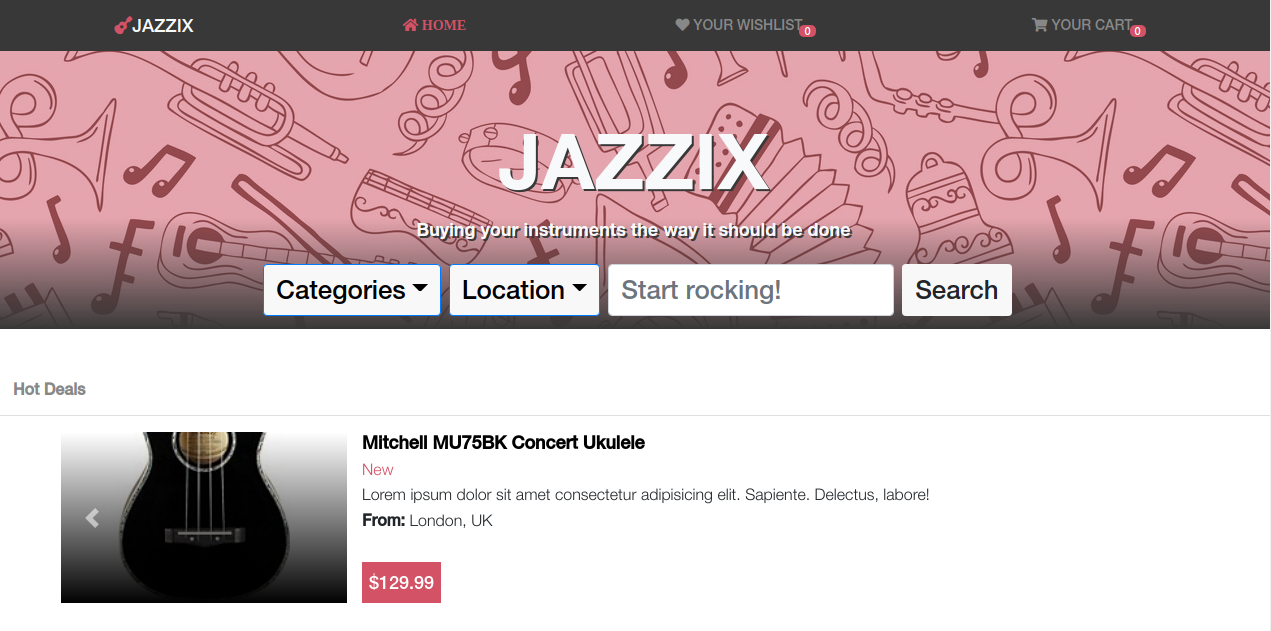 JAZZIX HOME YOUR WISHLIST 0 YOUR CART 0
JAZZIX
Buying your instruments the way it should be done
Categories Location Start rocking! Search
Hot Deals
Mitchell MU75BK Concert Ukulele
New
Lorem ipsum dolor sit amet consectetur adipisicing elit. Sapiente. Delectus, labore!
From: London, UK
$129.99